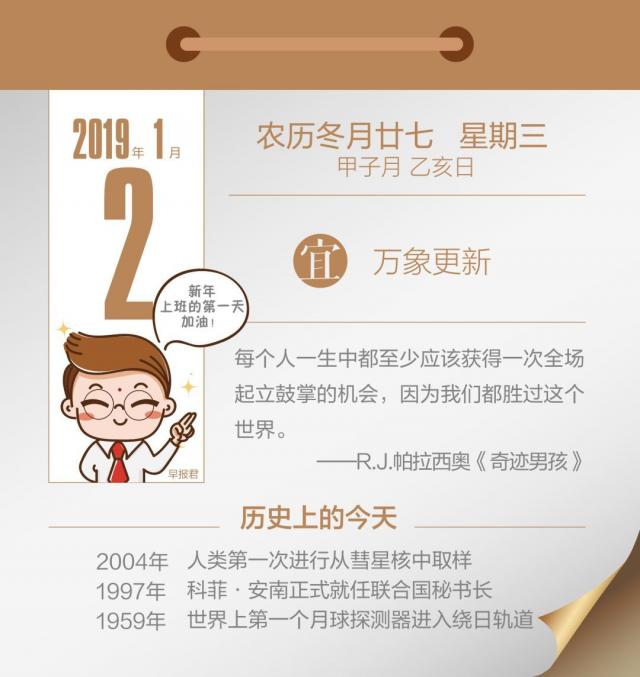 2019年1月
2
农历冬月廿七 星期三
甲子月 乙亥日
宜 万象更新
新年
上班的第一天
加油！
早报君
每个人一生中都至少应该获得一次全场
起立鼓掌的机会，因为我们都胜过这个
世界。
——R.J.帕拉西奥《奇迹男孩》
历史上的今天
2004年 人类第一次进行从彗星核中取样
1997年 科菲·安南正式就任联合国秘书长
1959年 世界上第一个月球探测器进入绕日轨道